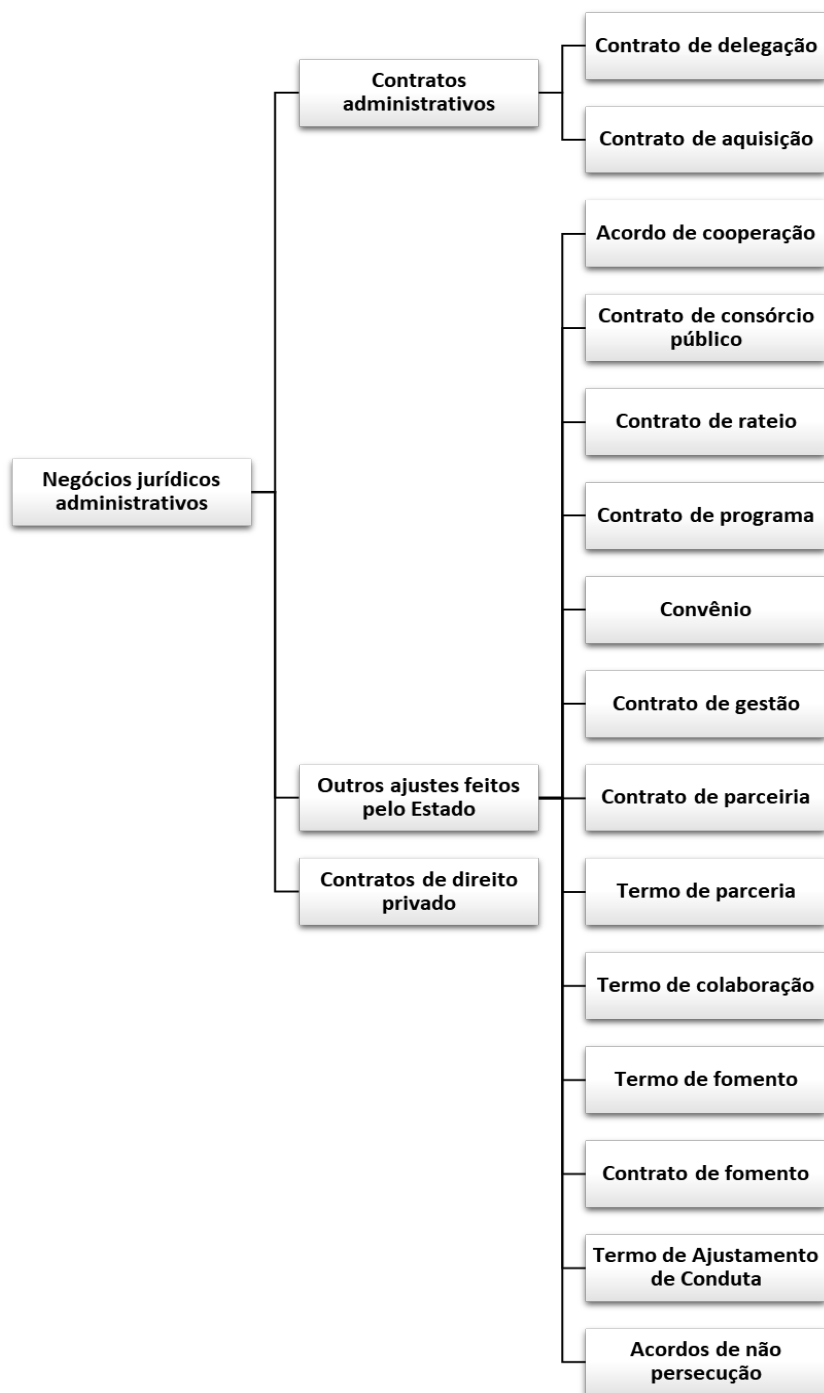 Negócios jurídicos
administrativos
Contratos
administrativos
Contrato de delegação
Contrato de aquisição
Outros ajustes feitos
pelo Estado
Acordo de cooperação
Contrato de consórcio
público
Contrato de rateio
Contrato de programa
Convênio
Contrato de gestão
Contrato de parceiria
Termo de parceria
Termo de colaboração
Termo de fomento
Contrato de fomento
Termo de Ajustamento
de Conduta
Acordos de não
persecução
Contratos de direito
privado